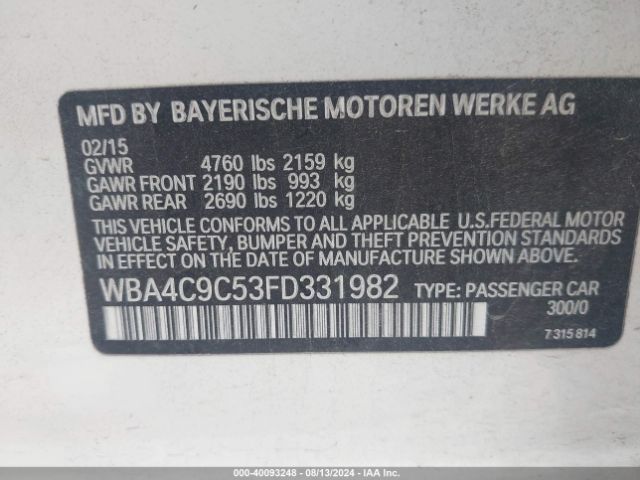 MFD BY BAYERISCHE MOTOREN WERKE AG
02/15
GVWR 4760 lbs 2159 kg
GAWR FRONT 2190 lbs 993 kg
GAWR REAR 2690 lbs 1220 kg
THIS VEHICLE CONFORMS TO ALL APPLICABLE U.S.FEDERAL MOTOR
VEHICLE SAFETY, BUMPER AND THEFT PREVENTION STANDARDS
IN EFFECT ON THE DATE OF MANUFACTURE SHOWN ABOVE.
WBA4C9C53FD331982 TYPE: PASSENGER CAR
300/0
7 315 814
000-40093248 - 08/13/2024 - IAA Inc.